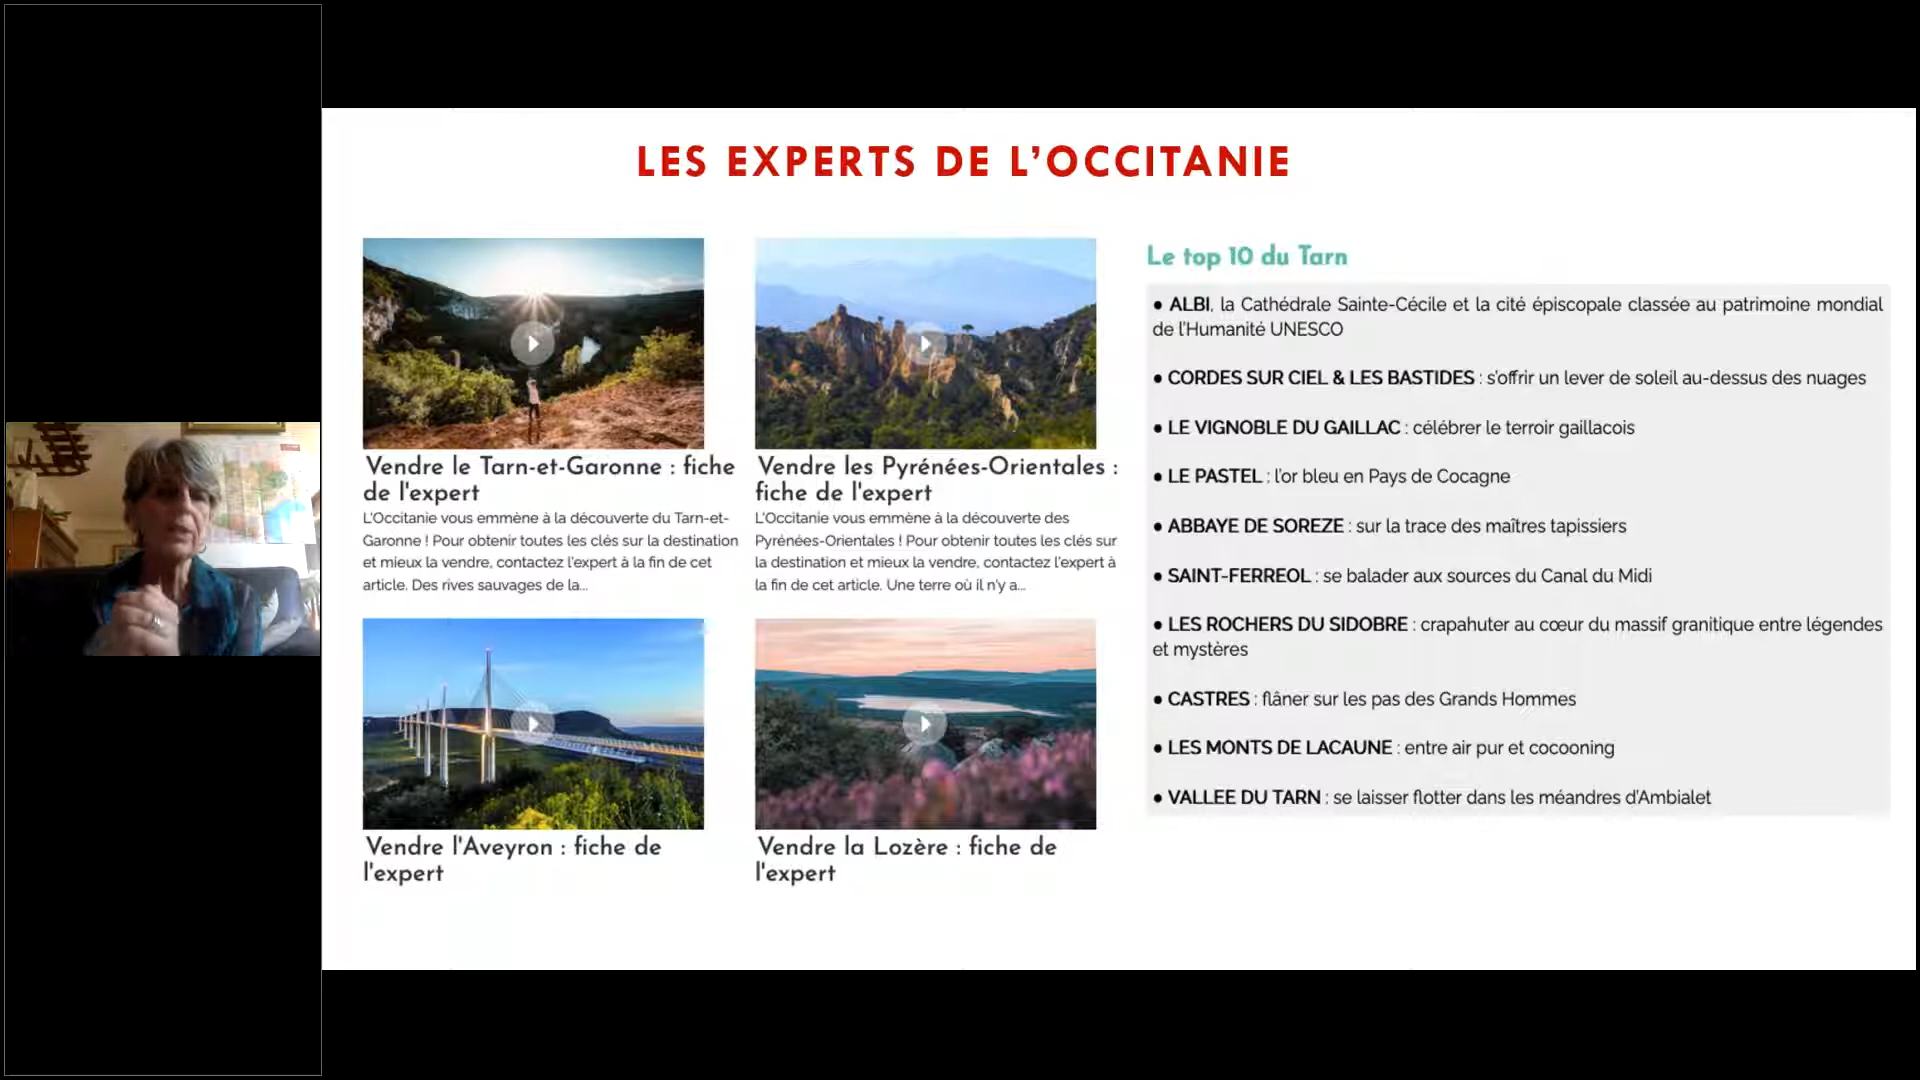 LES EXPERTS DE L'OCCITANIE
Vendre le Tarn-et-Garonne : fiche
de l'expert
L'Occitanie vous emmène à la découverte du Tarn-et-
Garonne ! Pour obtenir toutes les clés sur la destination
et mieux la vendre, contactez l'expert à la fin de cet
article. Des rives sauvages de la...
Vendre les Pyrénées-Orientales :
fiche de l'expert
L'Occitanie vous emmène à la découverte des
Pyrénées-Orientales ! Pour obtenir toutes les clés sur
la destination et mieux la vendre, contactez l'expert à
la fin de cet article. Une terre où il n'y a...
Vendre l'Aveyron : fiche de
l'expert
Vendre la Lozère : fiche de
l'expert
Le top 10 du Tarn
● ALBI, la Cathédrale Sainte-Cécile et la cité épiscopale classée au patrimoine mondial
de l'Humanité UNESCO
● CORDES SUR CIEL & LES BASTIDES : s'offrir un lever de soleil au-dessus des nuages
● LE VIGNOBLE DU GAILLAC : célébrer le terroir gaillacois
● LE PASTEL : l'or bleu en Pays de Cocagne
● ABBAYE DE SOREZE : sur la trace des maîtres tapissiers
● SAINT-FERREOL : se balader aux sources du Canal du Midi
● LES ROCHERS DU SIDOBRE : crapahuter au cœur du massif granitique entre légendes
et mystères
● CASTRES : flâner sur les pas des Grands Hommes
● LES MONTS DE LACAUNE : entre air pur et cocooning
● VALLEE DU TARN : se laisser flotter dans les méandres d'Ambialet